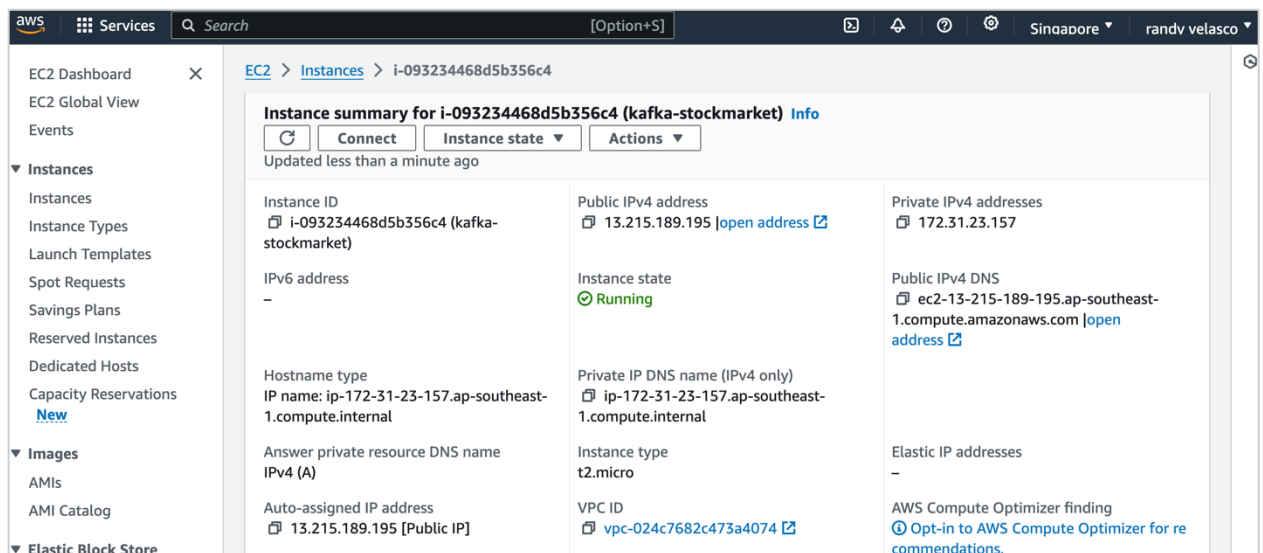 aws Services Search [Option+S] Singapore randy velasco
EC2 Dashboard
EC2 Global View
Events
Instances
Instances
Instance Types
Launch Templates
Spot Requests
Savings Plans
Reserved Instances
Dedicated Hosts
Capacity Reservations
New
Images
AMIs
AMI Catalog
Elastic Block Store
EC2 > Instances > i-093234468d5b356c4
Instance summary for i-093234468d5b356c4 (kafka-stockmarket) Info
Connect Instance state Actions
Updated less than a minute ago
Instance ID
i-093234468d5b356c4 (kafka-
stockmarket)
Public IPv4 address
13.215.189.195 |open address
Private IPv4 addresses
172.31.23.157
IPv6 address
–
Instance state
Running
Public IPv4 DNS
ec2-13-215-189-195.ap-southeast-
1.compute.amazonaws.com |open
address
Hostname type
IP name: ip-172-31-23-157.ap-southeast-
1.compute.internal
Private IP DNS name (IPv4 only)
ip-172-31-23-157.ap-southeast-
1.compute.internal
Answer private resource DNS name
IPv4 (A)
Instance type
t2.micro
Elastic IP addresses
–
Auto-assigned IP address
13.215.189.195 [Public IP]
VPC ID
vpc-024c7682c473a4074
AWS Compute Optimizer finding
Opt-in to AWS Compute Optimizer for re
commendations.